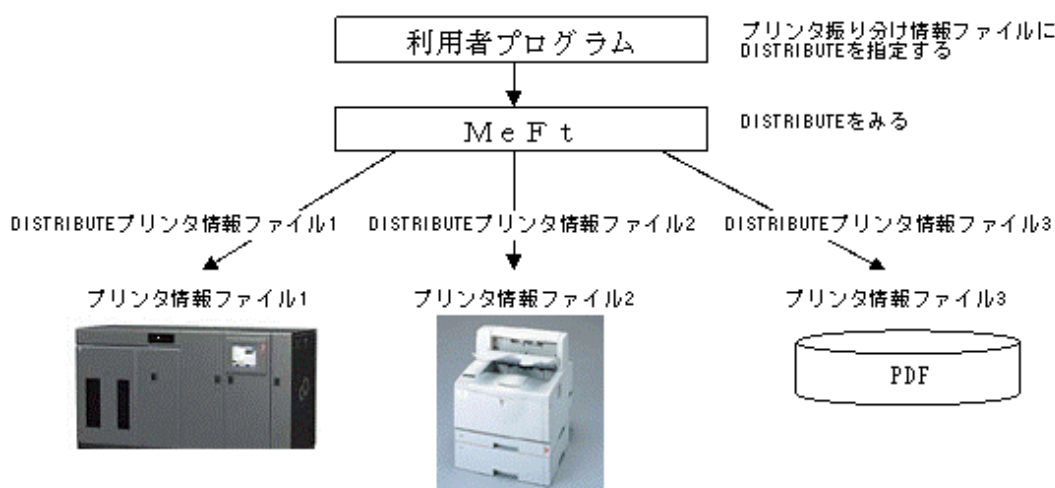 利用者プログラム
プリンタ振り分け情報ファイルに
DISTRIBUTEを指定する
ＭｅＦｔ
DISTRIBUTEをみる
DISTRIBUTEプリンタ情報ファイル1
DISTRIBUTEプリンタ情報ファイル2
DISTRIBUTEプリンタ情報ファイル3
プリンタ情報ファイル1
プリンタ情報ファイル2
プリンタ情報ファイル3
PDF